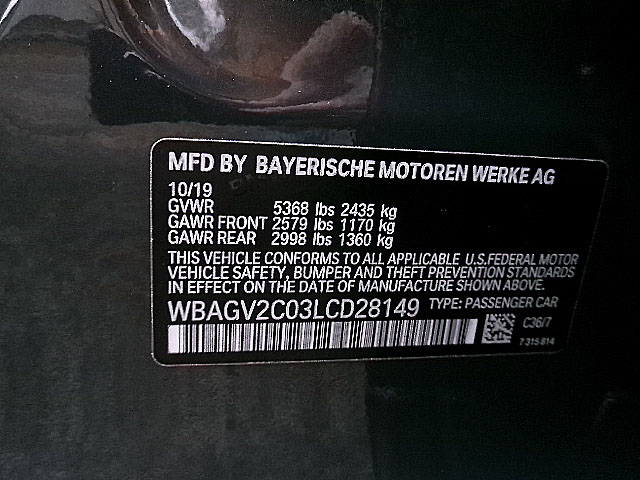 MFD BY BAYERISCHE MOTOREN WERKE AG
10/19
GVWR 5368 lbs 2435 kg
GAWR FRONT 2579 lbs 1170 kg
GAWR REAR 2998 lbs 1360 kg
THIS VEHICLE CONFORMS TO ALL APPLICABLE U.S.FEDERAL MOTOR
VEHICLE SAFETY, BUMPER AND THEFT PREVENTION STANDARDS
IN EFFECT ON THE DATE OF MANUFACTURE SHOWN ABOVE.
WBAGV2C03LCD28149 TYPE: PASSENGER CAR
C36/7
7 315 814